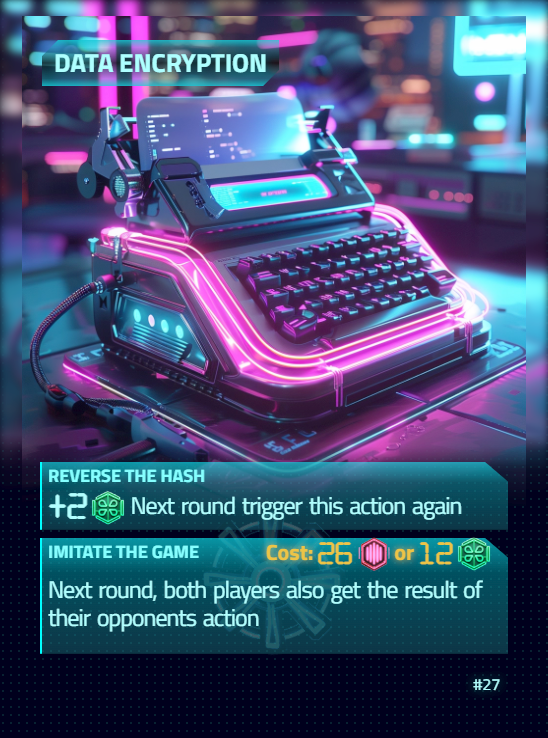 DATA ENCRYPTION
REVERSE THE HASH
+2 Next round trigger this action again
IMITATE THE GAME Cost: 26 or 12
Next round, both players also get the result of
their opponents action
#27